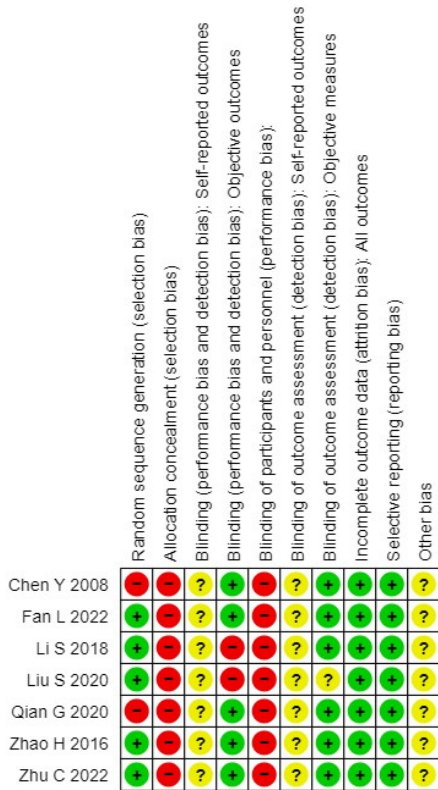 Random sequence generation (selection bias)
Allocation concealment (selection bias)
Blinding (performance bias and detection bias): Self-reported outcomes
Blinding (performance bias and detection bias): Objective outcomes
Blinding of participants and personnel (performance bias):
Blinding of outcome assessment (detection bias): Self-reported outcomes
Blinding of outcome assessment (detection bias): Objective measures
Incomplete outcome data (attrition bias): All outcomes
Selective reporting (reporting bias)
Other bias
Chen Y 2008 - - ? + - ? + + + ?
Fan L 2022 + - ? + - ? + + + ?
Li S 2018 + - ? - - ? + + + ?
Liu S 2020 + - ? - - ? ? + + ?
Qian G 2020 - - ? + - ? + + + ?
Zhao H 2016 + - ? + - ? + + + ?
Zhu C 2022 + - ? + - ? + + + ?